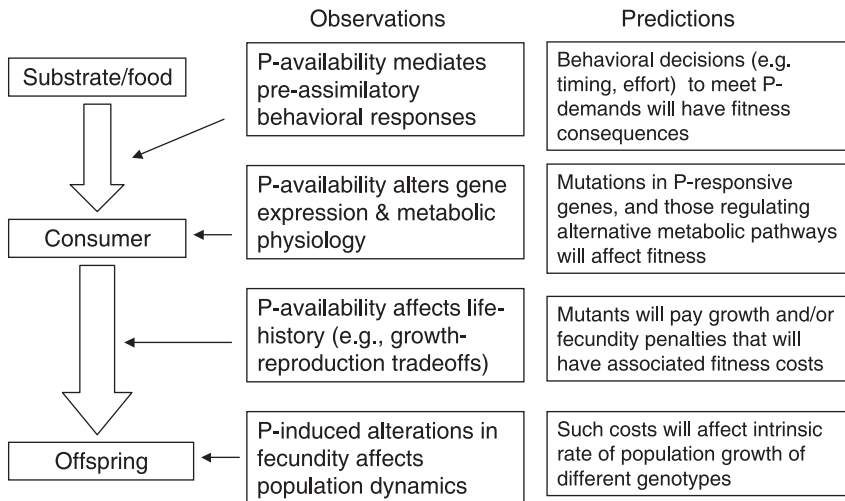 Observations
Predictions
Substrate/food
P-availability mediates
pre-assimilatory
behavioral responses
Behavioral decisions (e.g.
timing, effort) to meet P-
demands will have fitness
consequences
Consumer
P-availability alters gene
expression & metabolic
physiology
Mutations in P-responsive
genes, and those regulating
alternative metabolic pathways
will affect fitness
P-availability affects life-
history (e.g., growth-
reproduction tradeoffs)
Mutants will pay growth and/or
fecundity penalties that will
have associated fitness costs
Offspring
P-induced alterations in
fecundity affects
population dynamics
Such costs will affect intrinsic
rate of population growth of
different genotypes